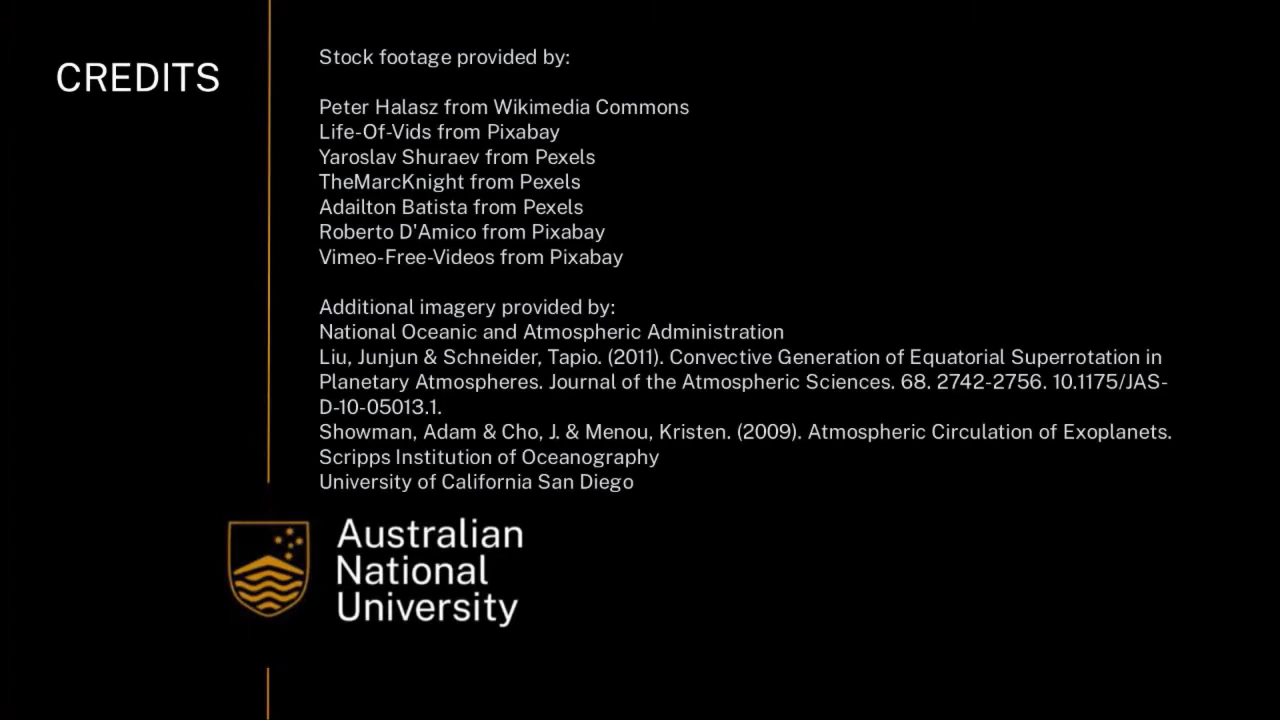 CREDITS
Stock footage provided by:
Peter Halasz from Wikimedia Commons
Life-Of-Vids from Pixabay
Yaroslav Shuraev from Pexels
TheMarcKnight from Pexels
Adailton Batista from Pexels
Roberto D'Amico from Pixabay
Vimeo-Free-Videos from Pixabay
Additional imagery provided by:
National Oceanic and Atmospheric Administration
Liu, Junjun & Schneider, Tapio. (2011). Convective Generation of Equatorial Superrotation in
Planetary Atmospheres. Journal of the Atmospheric Sciences. 68. 2742-2756. 10.1175/JAS-
D-10-05013.1.
Showman, Adam & Cho, J. & Menou, Kristen. (2009). Atmospheric Circulation of Exoplanets.
Scripps Institution of Oceanography
University of California San Diego
Australian
National
University